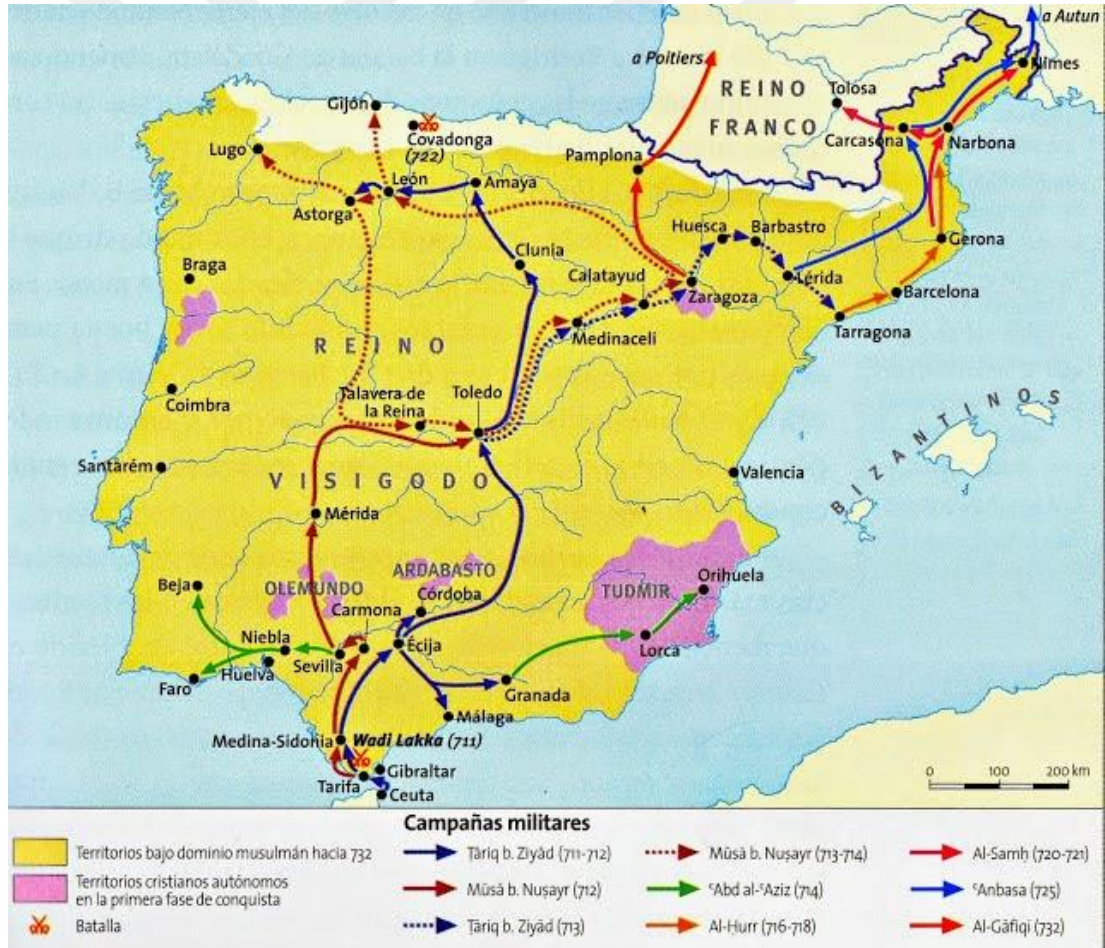 a Autun
a Poitiers
Nimes
REINO
FRANCO
Tolosa
Gijón
Covadonga
(722)
Carcasona
Narbona
Lugo
Pamplona
León
Amaya
Astorga
Huesca
Barbastro
Gerona
Clunia
Braga
Calatayud
Lérida
Zaragoza
Barcelona
Medinaceli
Tarragona
REINO
Coimbra
Talavera de
la Reina
Toledo
BIZANTINOS
Santarém
Valencia
VISIGODO
Mérida
Orihuela
ARDABASTO
Beja
OLEMUNDO
TUDMIR
Córdoba
Carmona
Niebla
Écija
Lorca
Sevilla
Huelva
Faro
Granada
Málaga
Medina-Sidonia
Wadi Lakka (711)
Gibraltar
Tarifa
Ceuta
0 100 200 km
Campañas militares
Territorios bajo dominio musulmán hacia 732
Territorios cristianos autónomos
en la primera fase de conquista
Batalla
Ṭāriq b. Ziyād (711-712)
Mūsà b. Nuṣayr (712)
Ṭāriq b. Ziyād (713)
Mūsà b. Nuṣayr (713-714)
ʿAbd al-ʿAziz (714)
Al-Ḥurr (716-718)
Al-Samḥ (720-721)
ʿAnbasa (725)
Al-Gāfiqi (732)